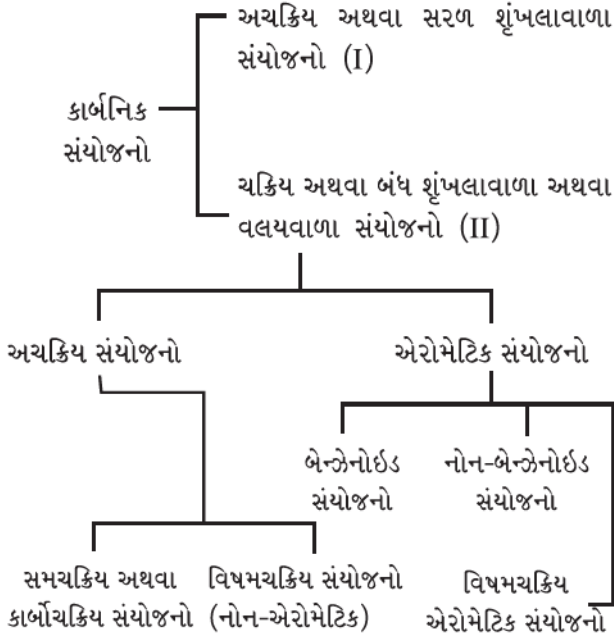 અચક્રિય અથવા સરળ શૃંખલાવાળા
સંયોજનો (I)
કાર્બનિક
સંયોજનો
ચક્રિય અથવા બંધ શૃંખલાવાળા અથવા
વલયવાળા સંયોજનો (II)
અચક્રિય સંયોજનો
એરોમેટિક સંયોજનો
બેન્ઝેનોઇડ
સંયોજનો
નોન-બેન્ઝેનોઇડ
સંયોજનો
સમચક્રિય અથવા
કાર્બોચક્રિય સંયોજનો
વિષમચક્રિય સંયોજનો
(નોન-એરોમેટિક)
વિષમચક્રિય
એરોમેટિક સંયોજનો